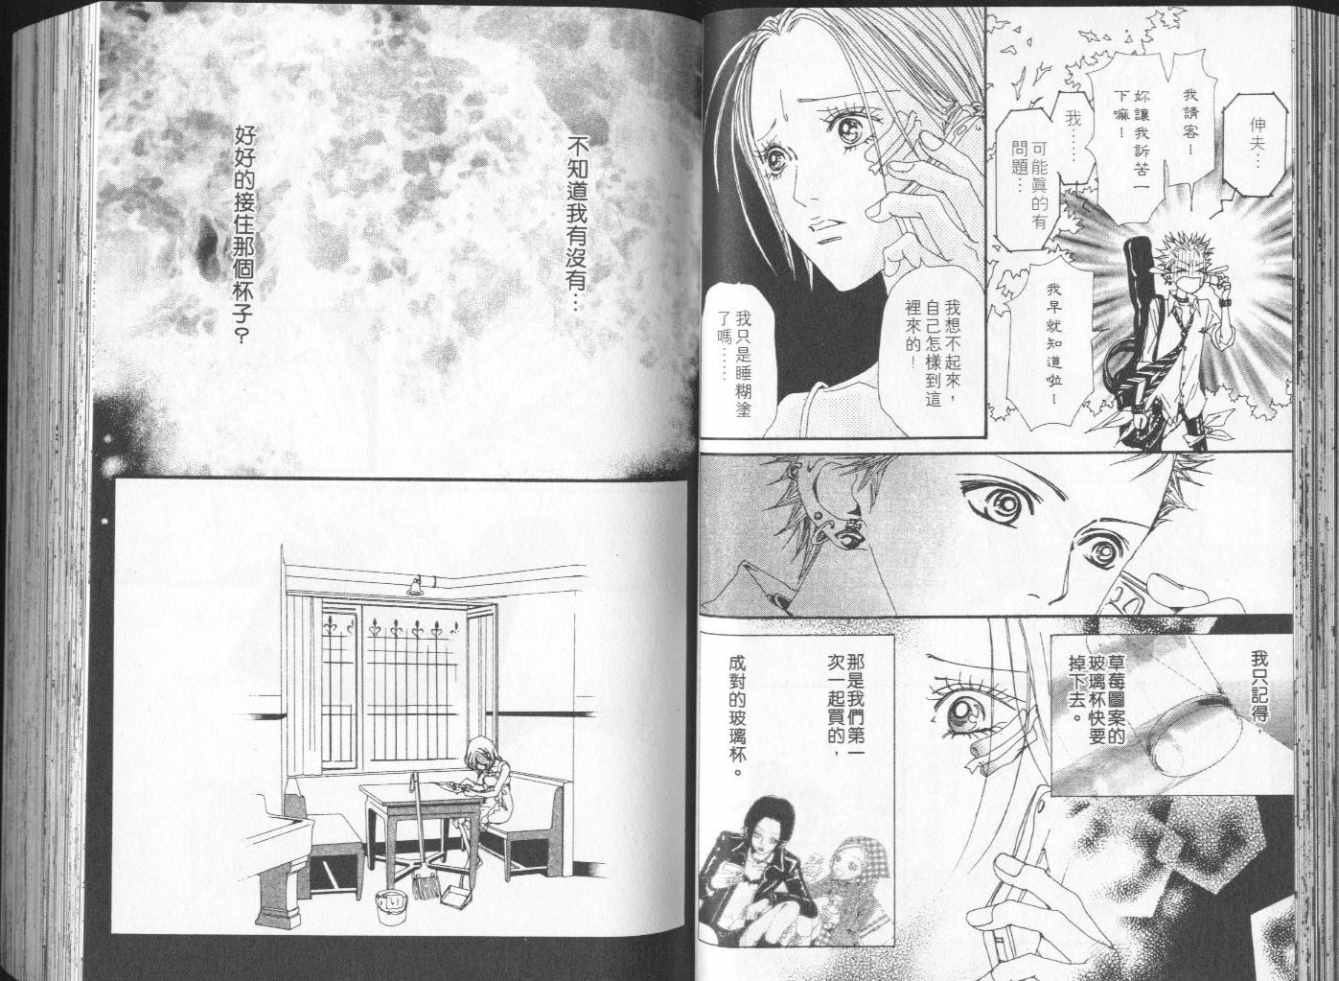 伸夫…
我請客！
妳讓我訴苦一
下嘛！
我……
可能真的有
問題…
我早就知道啦！
我想不起來，
自己怎樣到這
裡來的！
我只是睡糊塗
了嗎……
我只記得
草莓圖案的
玻璃杯快要
掉下去。
那是我們第一
次一起買的，
成對的玻璃杯。
不知道我有沒有…
好好的接住那個杯子？